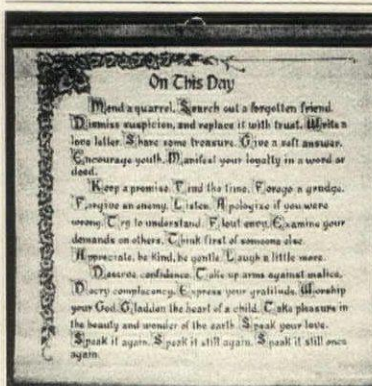 On This Day
Mend a quarrel. Search out a forgotten friend.
Dismiss suspicion, and replace it with trust. Write a
love letter. Share some treasure. Give a soft answer.
Encourage youth. Manifest your loyalty in a word or
deed.
Keep a promise. Find the time. Forego a grudge.
Forgive an enemy. Listen. Apologize if you were
wrong. Try to understand. Flout envy. Examine your
demands on others. Think first of someone else.
Appreciate, be kind, be gentle. Laugh a little more.
Deserve confidence. Take up arms against malice.
Decry complacency. Express your gratitude. Worship
your God. Gladden the heart of a child. Take pleasure in
the beauty and wonder of the earth. Speak your love.
Speak it again. Speak it still again. Speak it still once
again.